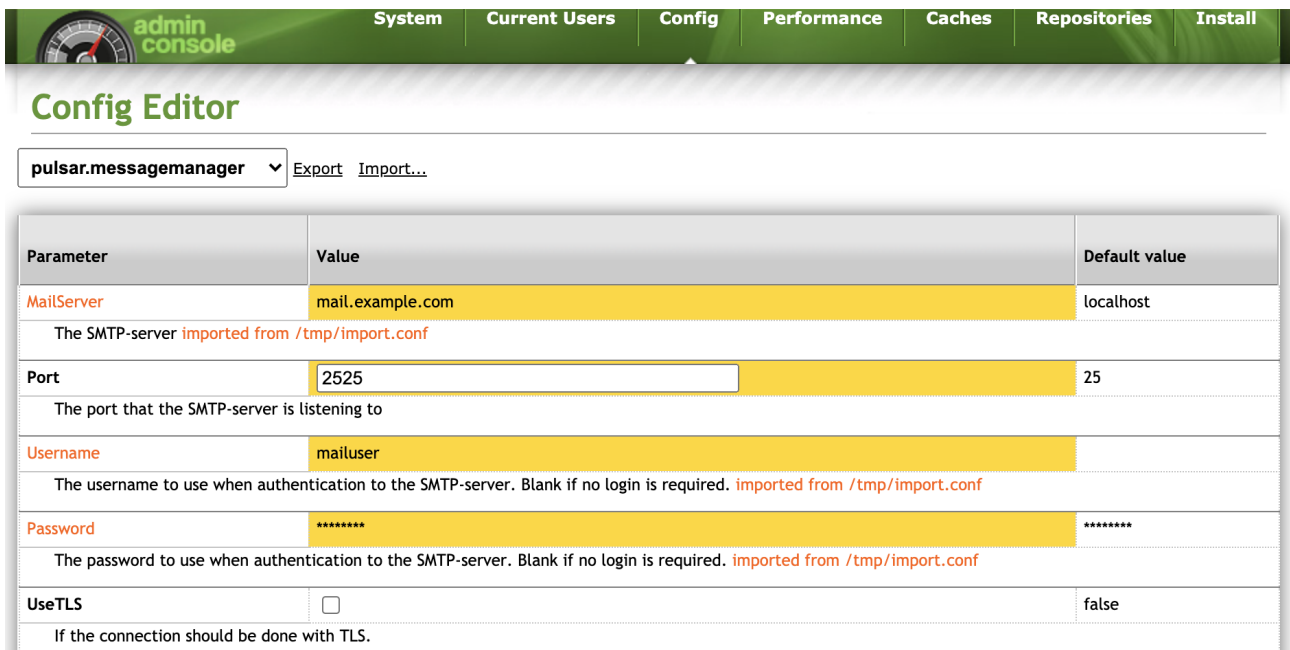 admin
console
System Current Users Config Performance Caches Repositories Install
Config Editor
pulsar.messagemanager Export Import...
Parameter Value Default value
MailServer mail.example.com localhost
The SMTP-server imported from /tmp/import.conf
Port 2525 25
The port that the SMTP-server is listening to
Username mailuser
The username to use when authentication to the SMTP-server. Blank if no login is required. imported from /tmp/import.conf
Password ******** ********
The password to use when authentication to the SMTP-server. Blank if no login is required. imported from /tmp/import.conf
UseTLS false
If the connection should be done with TLS.